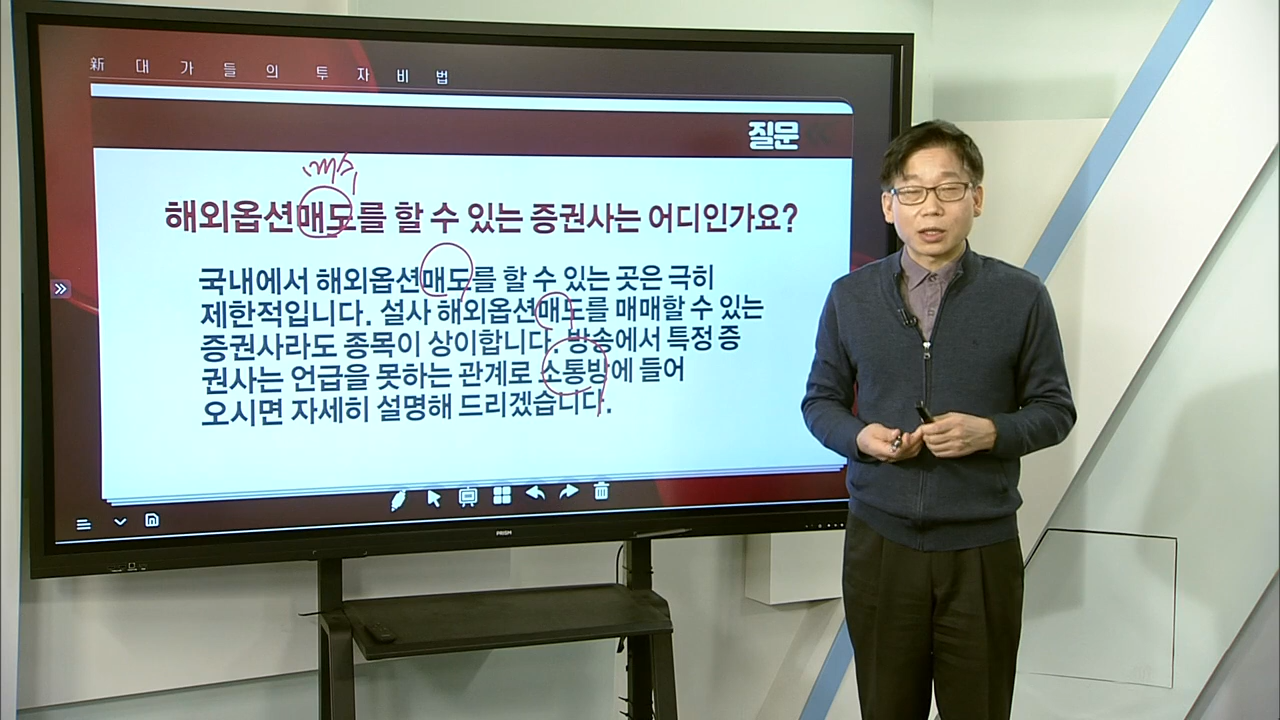 新 대 가 들 의 투 자 비 법
질문
매수
해외옵션매도를 할 수 있는 증권사는 어디인가요?
국내에서 해외옵션매도를 할 수 있는 곳은 극히
제한적입니다. 설사 해외옵션매도를 매매할 수 있는
증권사라도 종목이 상이합니다. 방송에서 특정 증
권사는 언급을 못하는 관계로 소통방에 들어
오시면 자세히 설명해 드리겠습니다.
PRISM